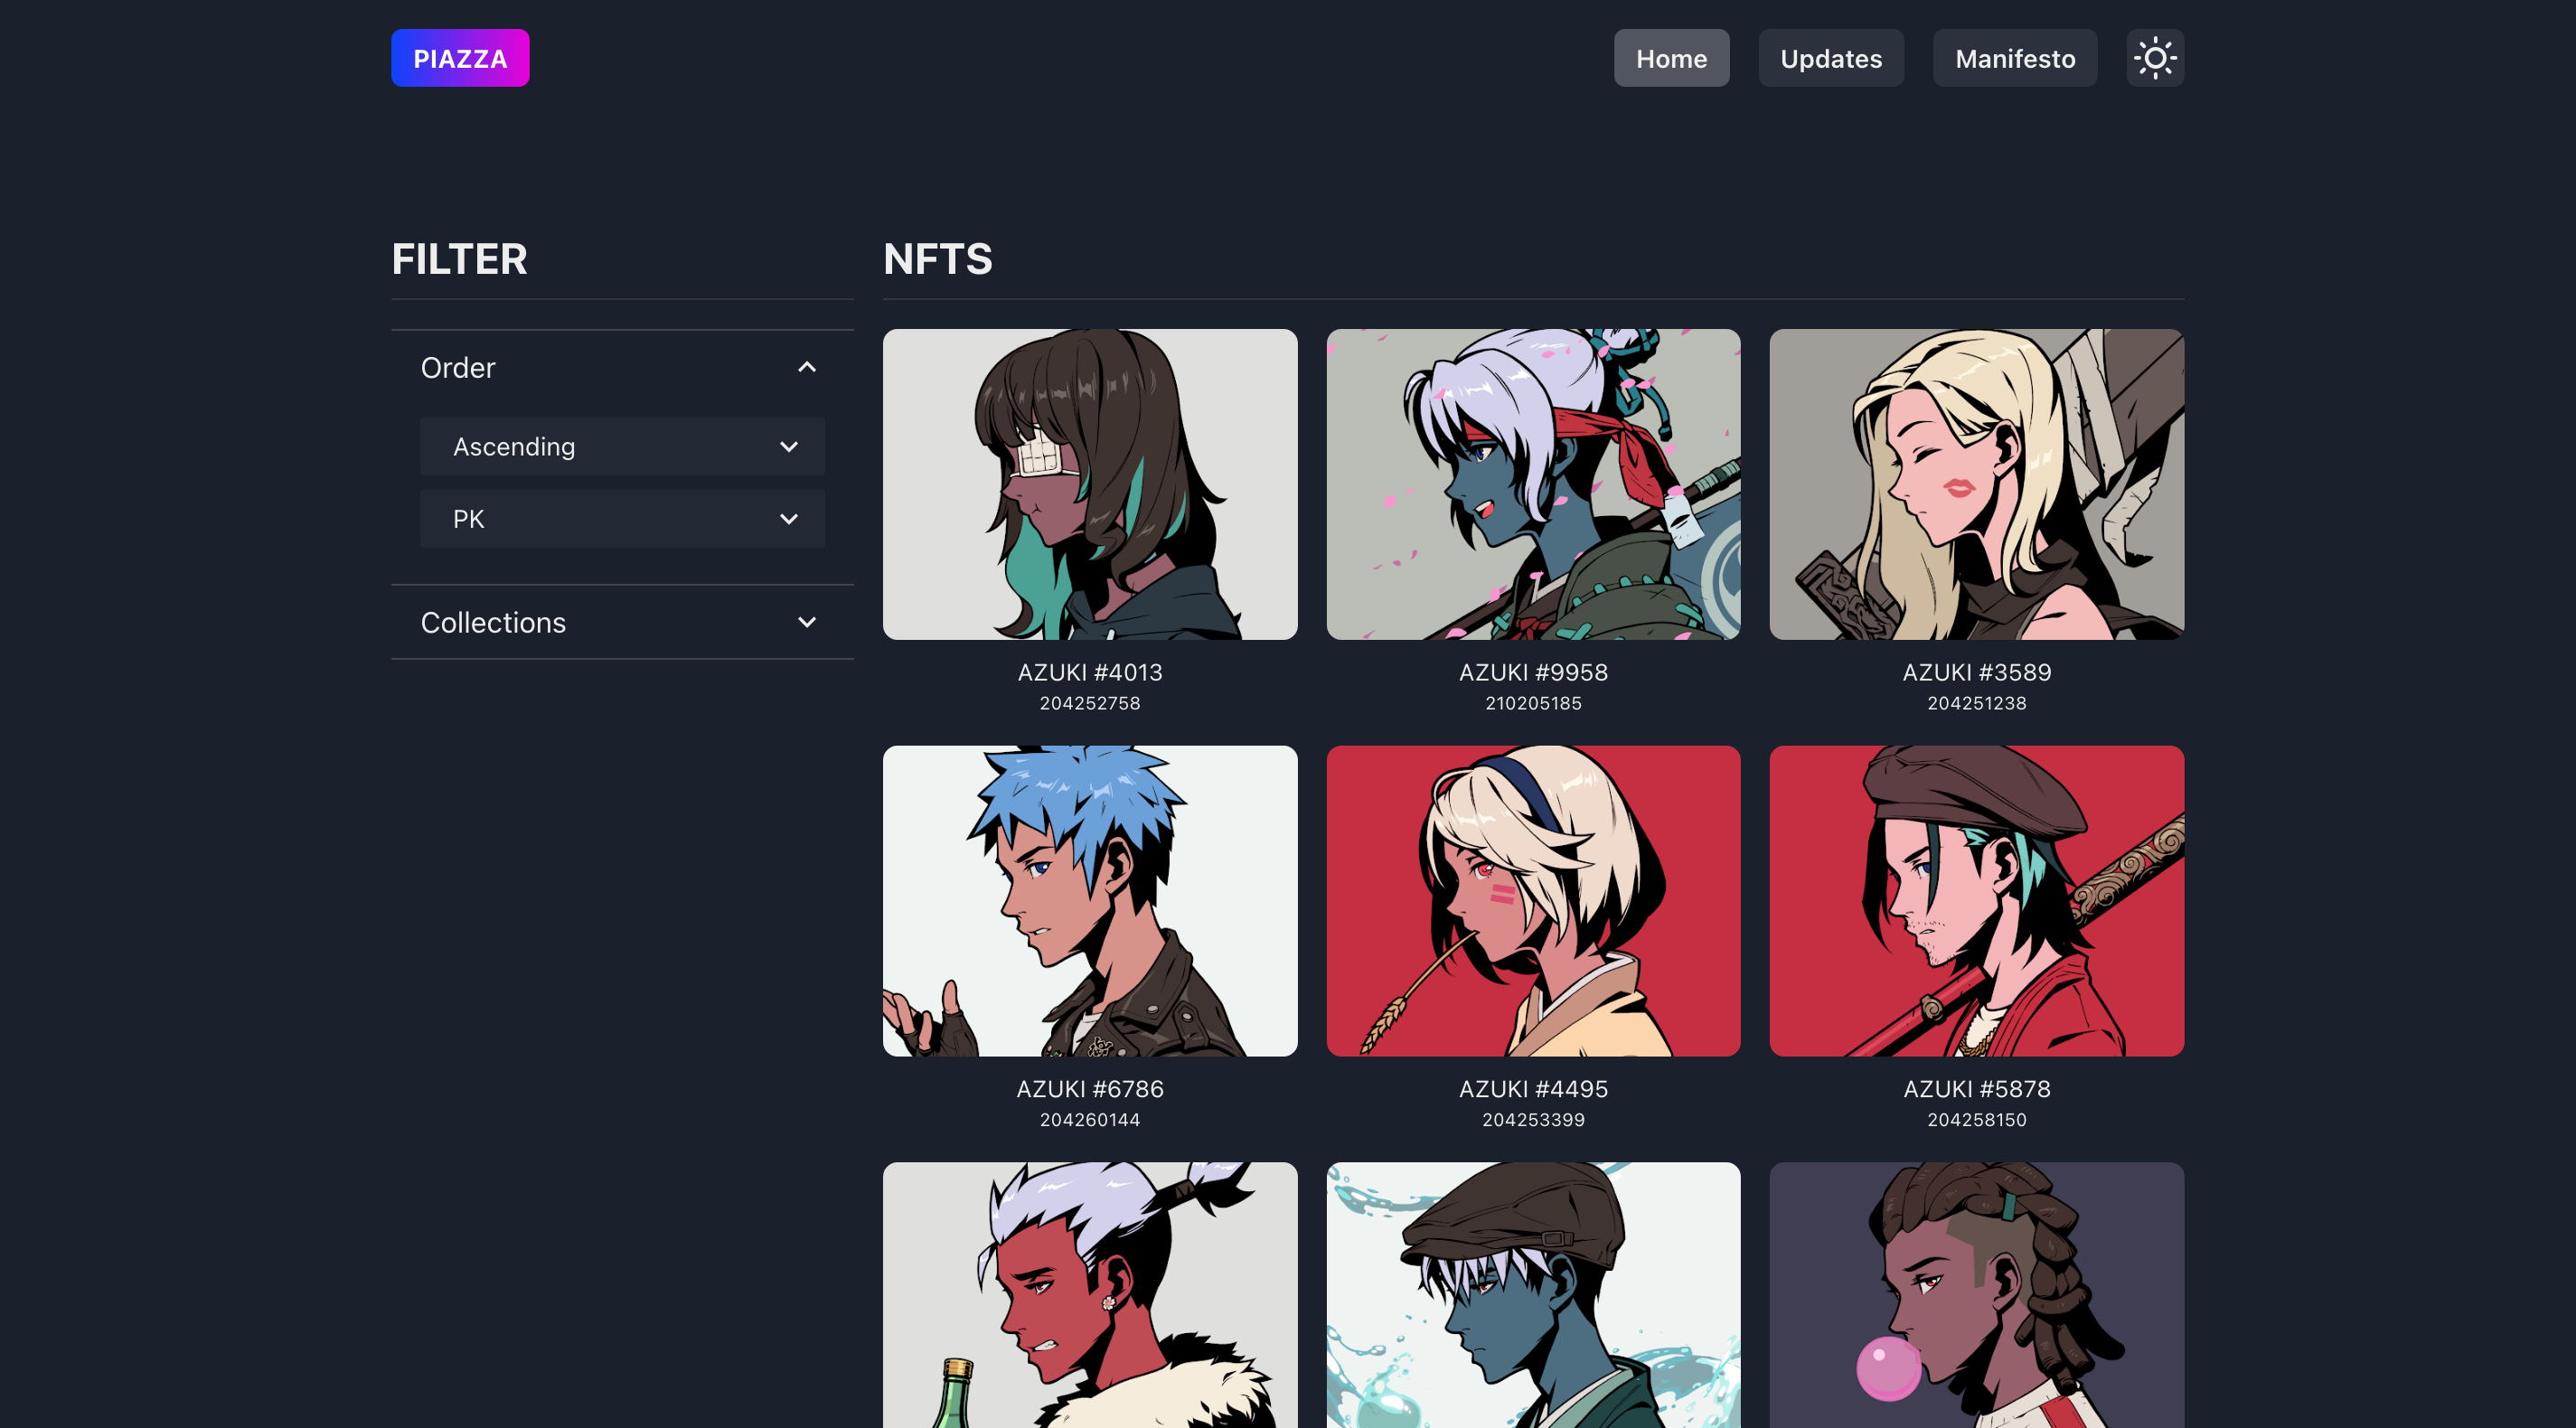 PIAZZA
Home
Updates
Manifesto
FILTER
Order
Ascending
PK
Collections
NFTS
AZUKI #4013
204252758
AZUKI #9958
210205185
AZUKI #3589
204251238
AZUKI #6786
204260144
AZUKI #4495
204253399
AZUKI #5878
204258150